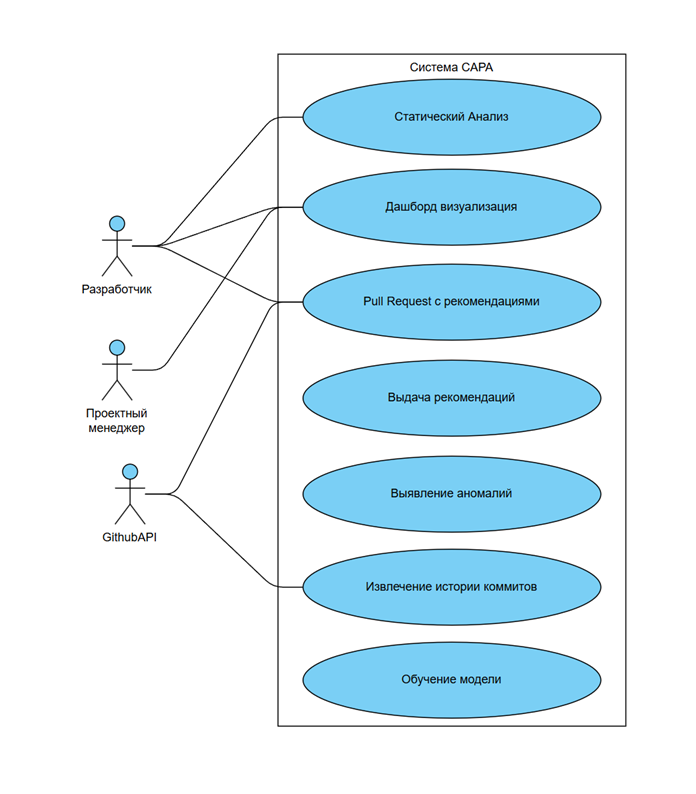 Система САРА
Статический Анализ
Дашборд визуализация
Pull Request с рекомендациями
Выдача рекомендаций
Выявление аномалий
Извлечение истории коммитов
Обучение модели
Разработчик
Проектный
менеджер
GithubAPI